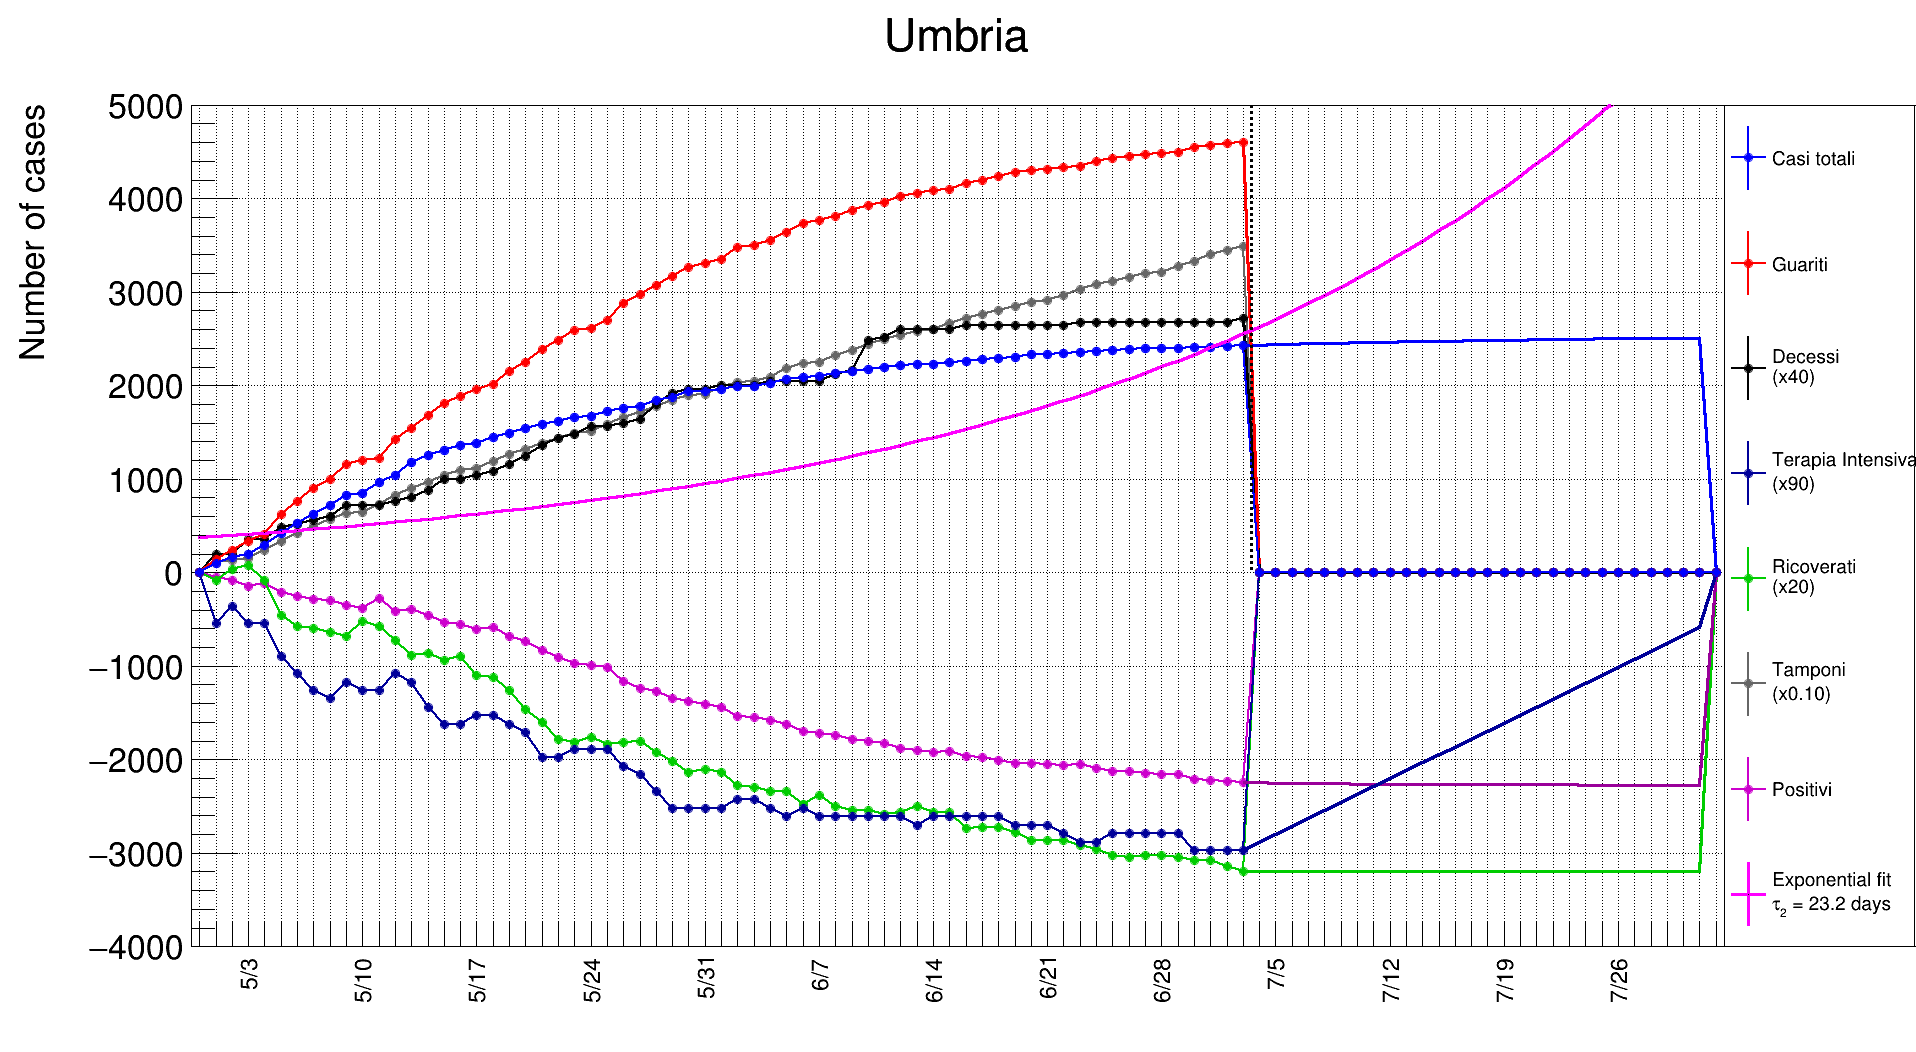 Umbria
Number of cases
5000
4000
3000
2000
1000
0
−1000
−2000
−3000
−4000
5/3
5/10
5/17
5/24
5/31
6/7
6/14
6/21
6/28
7/5
7/12
7/19
7/26
Casi totali
Guariti
Decessi
(x40)
Terapia Intensiva
(x90)
Ricoverati
(x20)
Tamponi
(x0.10)
Positivi
Exponential fit
τ2 = 23.2 days